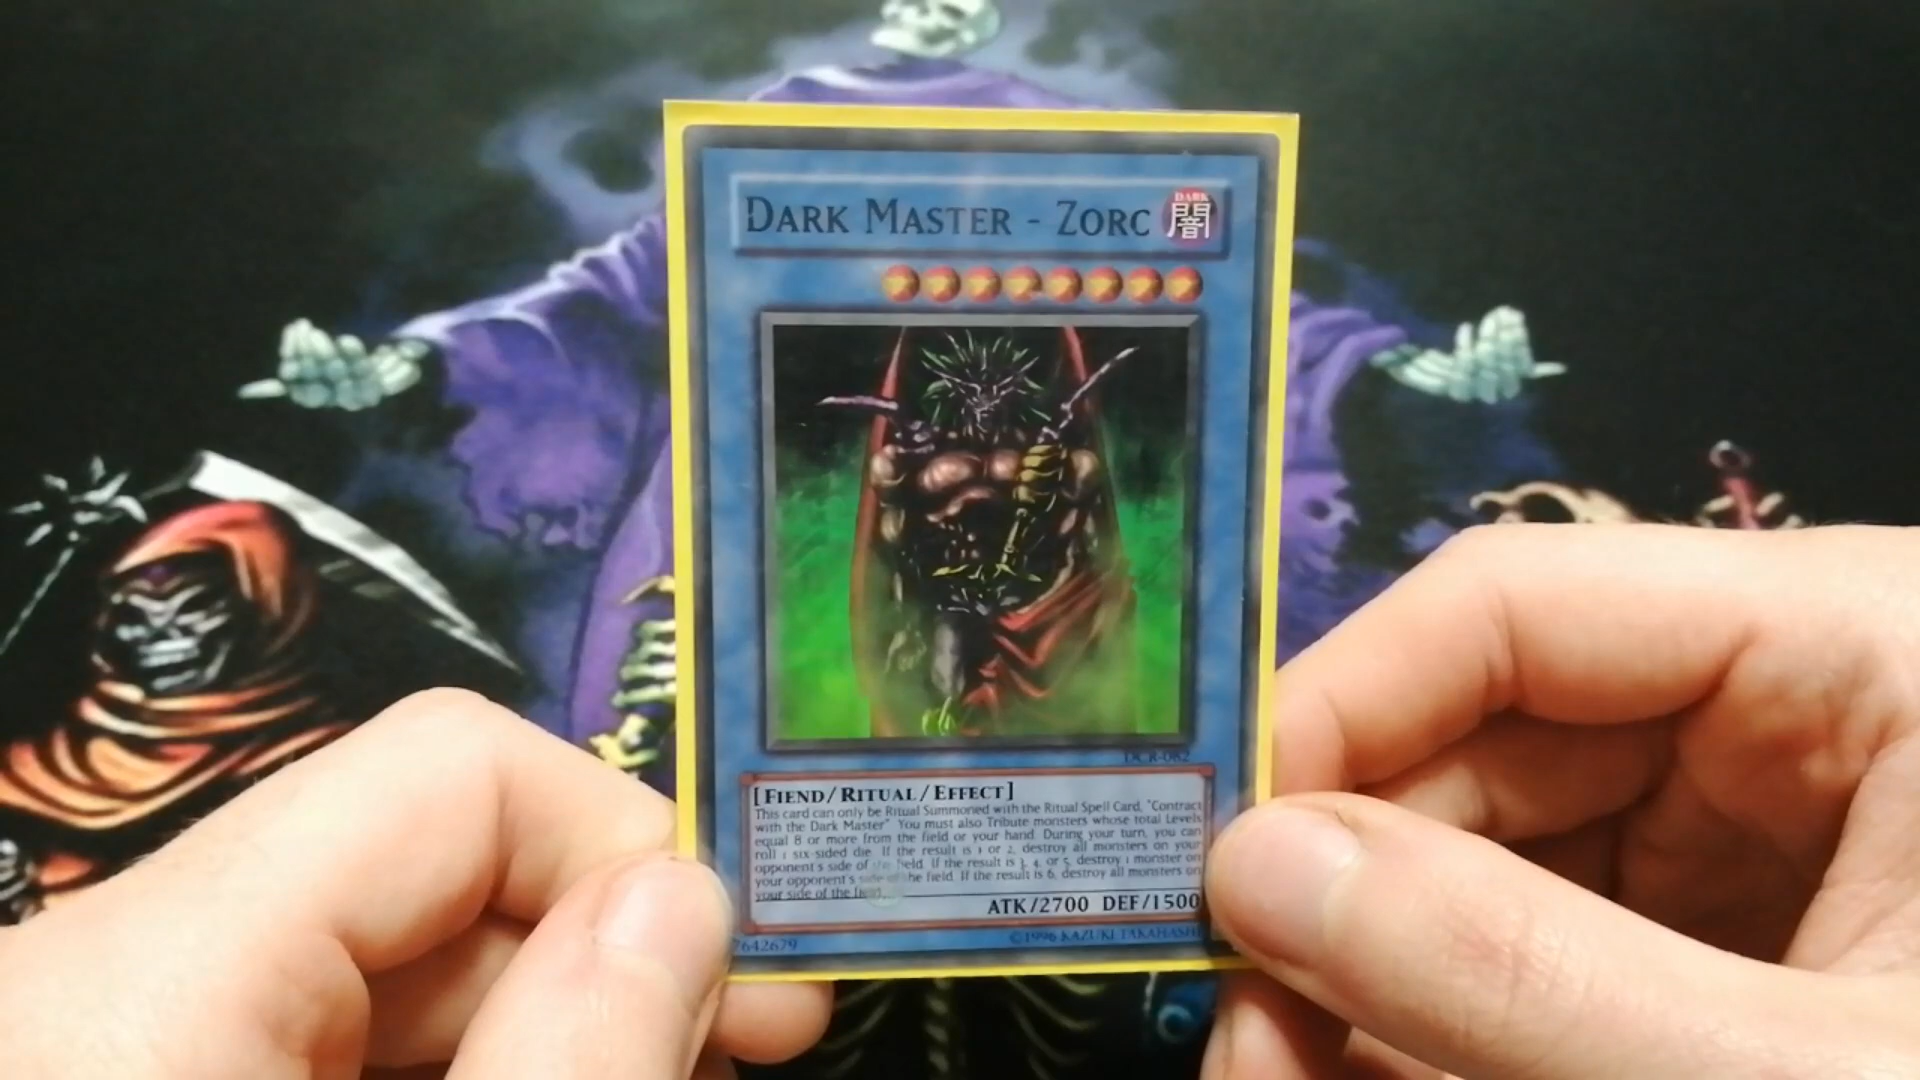 DARK MASTER - ZORC
DARK
闇
DCR-082
[FIEND/RITUAL/EFFECT]
This card can only be Ritual Summoned with the Ritual Spell Card, "Contract
with the Dark Master" You must also Tribute monsters whose total Levels
equal 8 or more from the field or your hand. During your turn, you can
roll 1 six-sided die. If the result is 1 or 2, destroy all monsters on your
opponent's side of the field. If the result is 3, 4, or 5, destroy 1 monster on
your opponent's side of the field. If the result is 6, destroy all monsters on
your side of the field.
ATK/2700 DEF/1500
7642679
©1996 KAZUKI TAKAHASHI